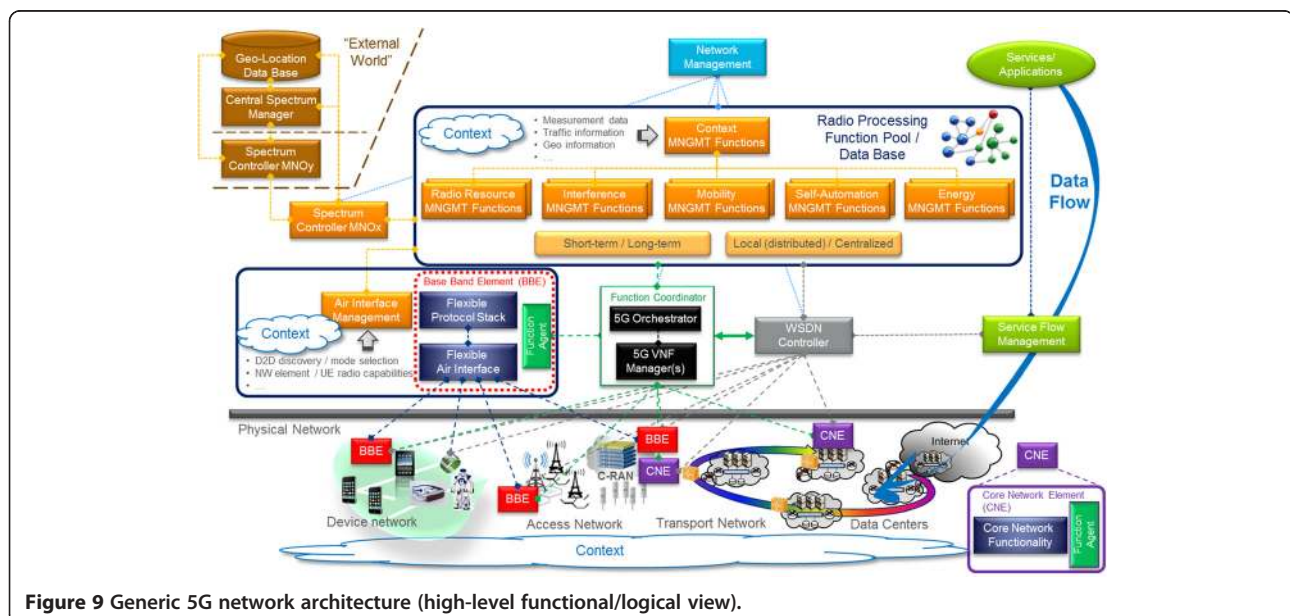 Geo-Location
Data Base
"External
World"
Central Spectrum
Manager
Spectrum
Controller MNOy
Spectrum
Controller MNOx
Network
Management
Services/
Applications
Context
• Measurement data
• Traffic information
• Geo information
• ...
Context
MNGMT Functions
Radio Processing
Function Pool /
Data Base
Radio Resource
MNGMT Functions
Interference
MNGMT Functions
Mobility
MNGMT Functions
Self-Automation
MNGMT Functions
Energy
MNGMT Functions
Short-term / Long-term
Local (distributed) / Centralized
Data
Flow
Base Band Element (BBE)
Air Interface
Management
Context
• D2D discovery / mode selection
• NW element / UE radio capabilities
• ...
Flexible
Protocol Stack
Flexible
Air Interface
Function
Agent
Function Coordinator
5G Orchestrator
5G VNF
Manager(s)
WSDN
Controller
Service Flow
Management
Physical Network
BBE
BBE
BBE
CNE
CNE
C-RAN
Internet
CNE
Device network
Access Network
Transport Network
Data Centers
Core Network Element
(CNE)
Core Network
Functionality
Function
Agent
Context
Figure 9 Generic 5G network architecture (high-level functional/logical view).